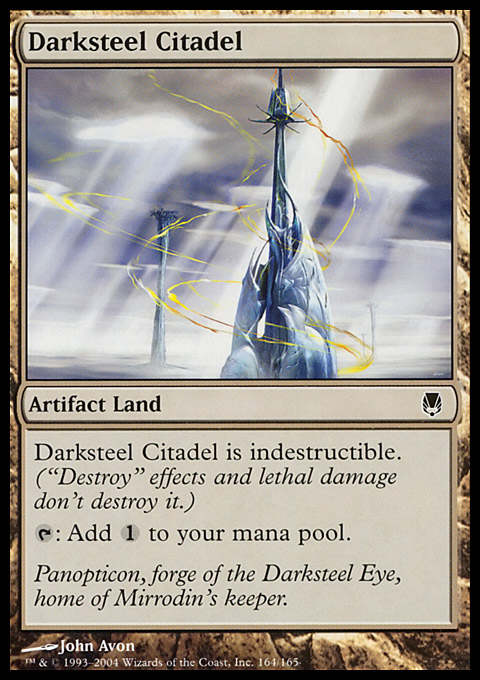 Darksteel Citadel
Artifact Land
Darksteel Citadel is indestructible.
(“Destroy” effects and lethal damage
don’t destroy it.)
: Add 1 to your mana pool.
Panopticon, forge of the Darksteel Eye,
home of Mirrodin’s keeper.
John Avon
™ & © 1993–2004 Wizards of the Coast, Inc. 164/165